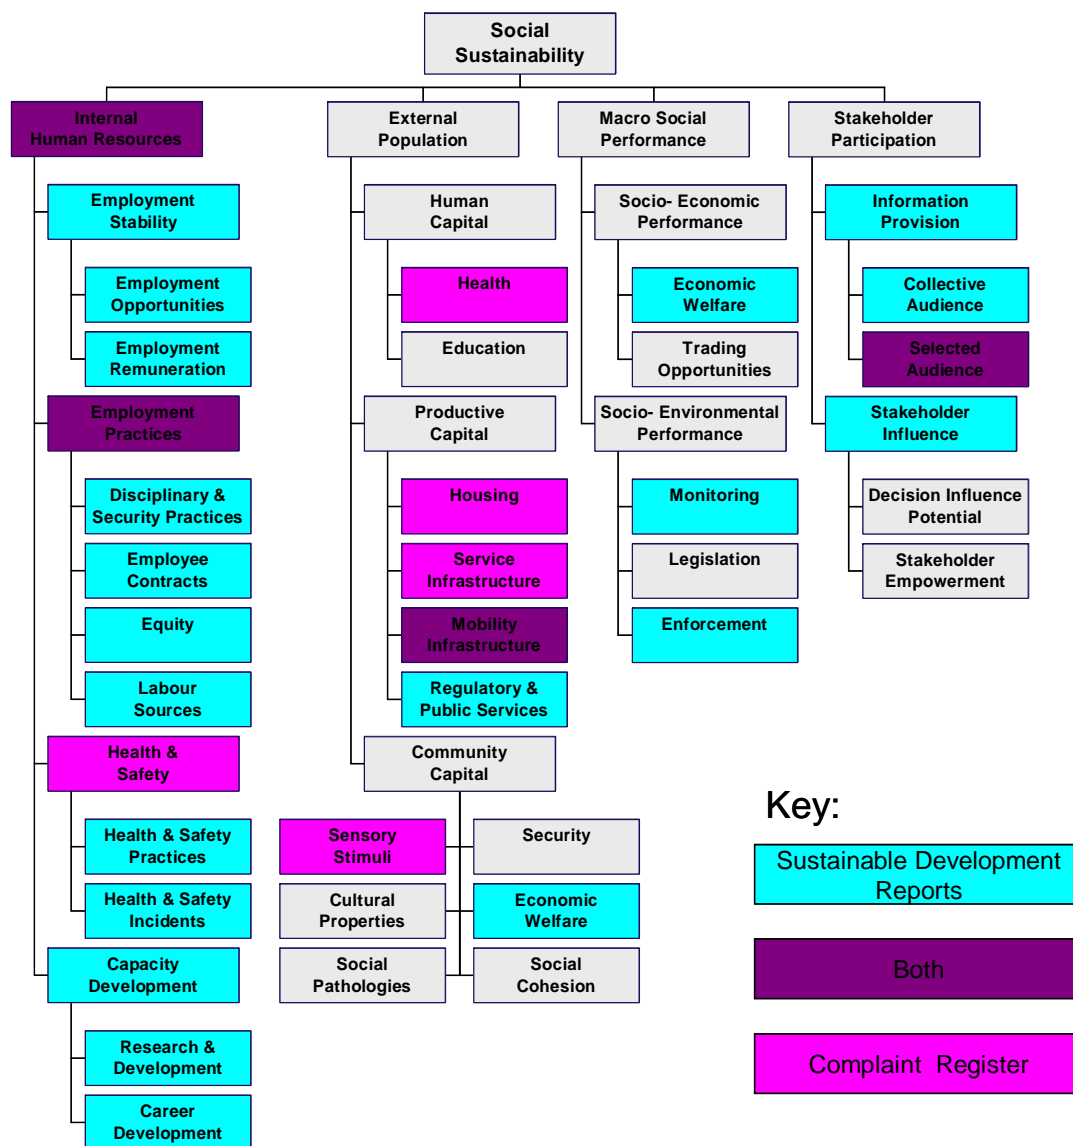 Social
Sustainability
Internal
Human Resources
External
Population
Macro Social
Performance
Stakeholder
Participation
Employment
Stability
Employment
Opportunities
Employment
Remuneration
Employment
Practices
Disciplinary &
Security Practices
Employee
Contracts
Equity
Labour
Sources
Health &
Safety
Health & Safety
Practices
Health & Safety
Incidents
Capacity
Development
Research &
Development
Career
Development
Human
Capital
Health
Education
Productive
Capital
Housing
Service
Infrastructure
Mobility
Infrastructure
Regulatory &
Public Services
Community
Capital
Sensory
Stimuli
Security
Cultural
Properties
Economic
Welfare
Social
Pathologies
Social
Cohesion
Socio- Economic
Performance
Economic
Welfare
Trading
Opportunities
Socio- Environmental
Performance
Monitoring
Legislation
Enforcement
Information
Provision
Collective
Audience
Selected
Audience
Stakeholder
Influence
Decision Influence
Potential
Stakeholder
Empowerment
Key:
Sustainable Development
Reports
Both
Complaint Register